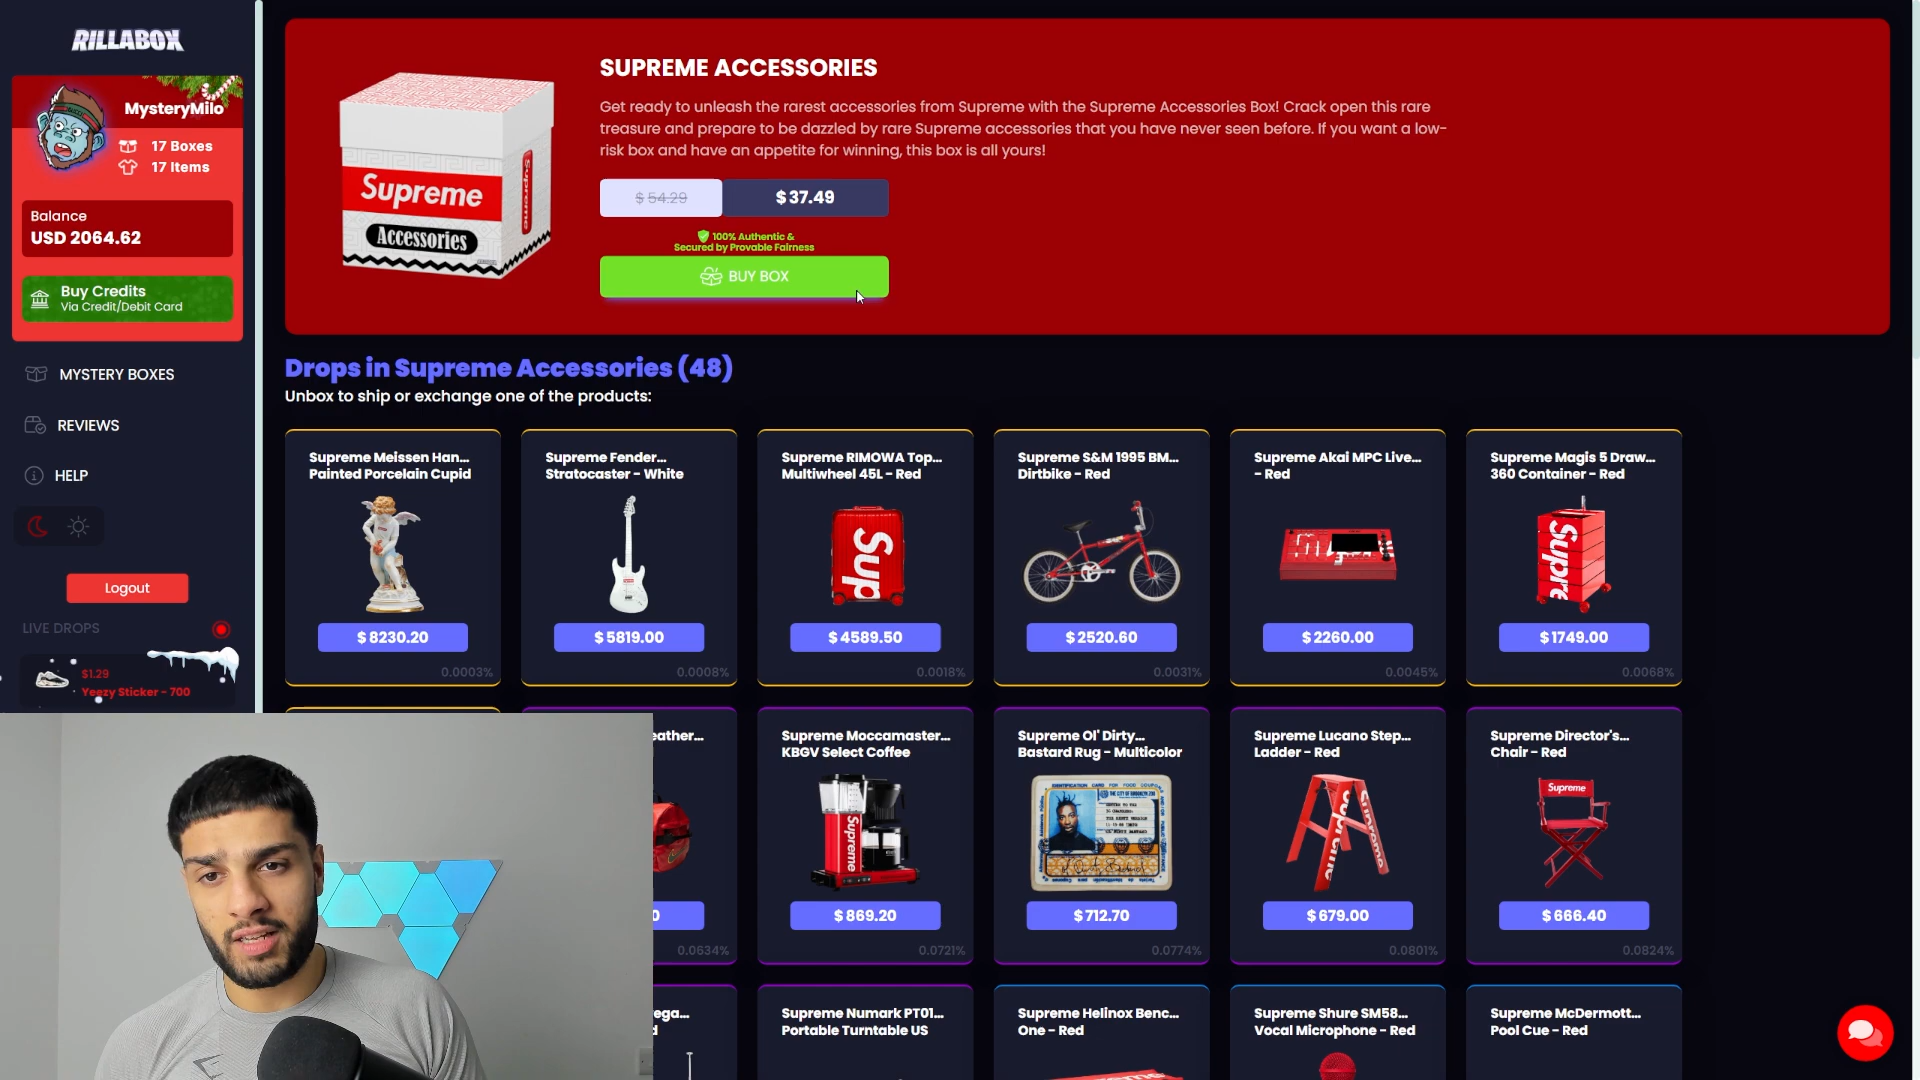 RILLABOX
MysteryMilo
17 Boxes
17 Items
Balance
USD 2064.62
Buy Credits
Via Credit/Debit Card
MYSTERY BOXES
REVIEWS
HELP
Logout
LIVE DROPS
$1.29
Yeezy Sticker - 700
Supreme
Supreme
Accessories
SUPREME ACCESSORIES
Get ready to unleash the rarest accessories from Supreme with the Supreme Accessories Box! Crack open this rare
treasure and prepare to be dazzled by rare Supreme accessories that you have never seen before. If you want a low-
risk box and have an appetite for winning, this box is all yours!
$ 54.29
$ 37.49
100% Authentic &
Secured by Provable Fairness
BUY BOX
Drops in Supreme Accessories (48)
Unbox to ship or exchange one of the products:
Supreme Meissen Han...
Painted Porcelain Cupid
$ 8230.20
0.0003%
Supreme Fender...
Stratocaster - White
$ 5819.00
0.0008%
Supreme RIMOWA Top...
Multiwheel 45L - Red
Sup
$ 4589.50
0.0018%
Supreme S&M 1995 BM...
Dirtbike - Red
$ 2520.60
0.0031%
Supreme Akai MPC Live...
- Red
$ 2260.00
0.0045%
Supreme Magis 5 Draw...
360 Container - Red
$ 1749.00
0.0068%
eather...
0
0.0634%
Supreme Moccamaster...
KBGV Select Coffee
Supreme
$ 869.20
0.0721%
Supreme Ol' Dirty...
Bastard Rug - Multicolor
$ 712.70
0.0774%
Supreme Lucano Step...
Ladder - Red
Supreme
$ 679.00
0.0801%
Supreme Director's...
Chair - Red
Supreme
$ 666.40
0.0824%
ega...
d
Supreme Numark PT01...
Portable Turntable US
Supreme Helinox Benc...
One - Red
Supreme Shure SM58...
Vocal Microphone - Red
Supreme McDermott...
Pool Cue - Red